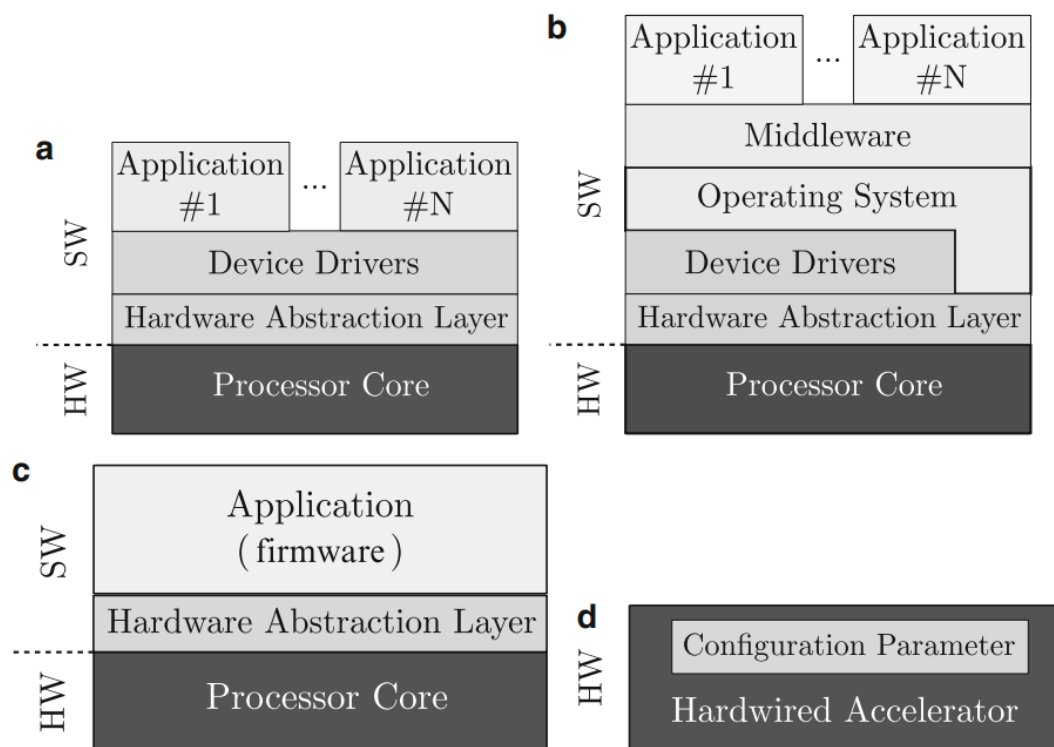 a
SW
Application
#1
...
Application
#N
Device Drivers
Hardware Abstraction Layer
HW
Processor Core
b
SW
Application
#1
...
Application
#N
Middleware
Operating System
Device Drivers
Hardware Abstraction Layer
HW
Processor Core
c
SW
Application
(firmware)
Hardware Abstraction Layer
HW
Processor Core
d
HW
Configuration Parameter
Hardwired Accelerator